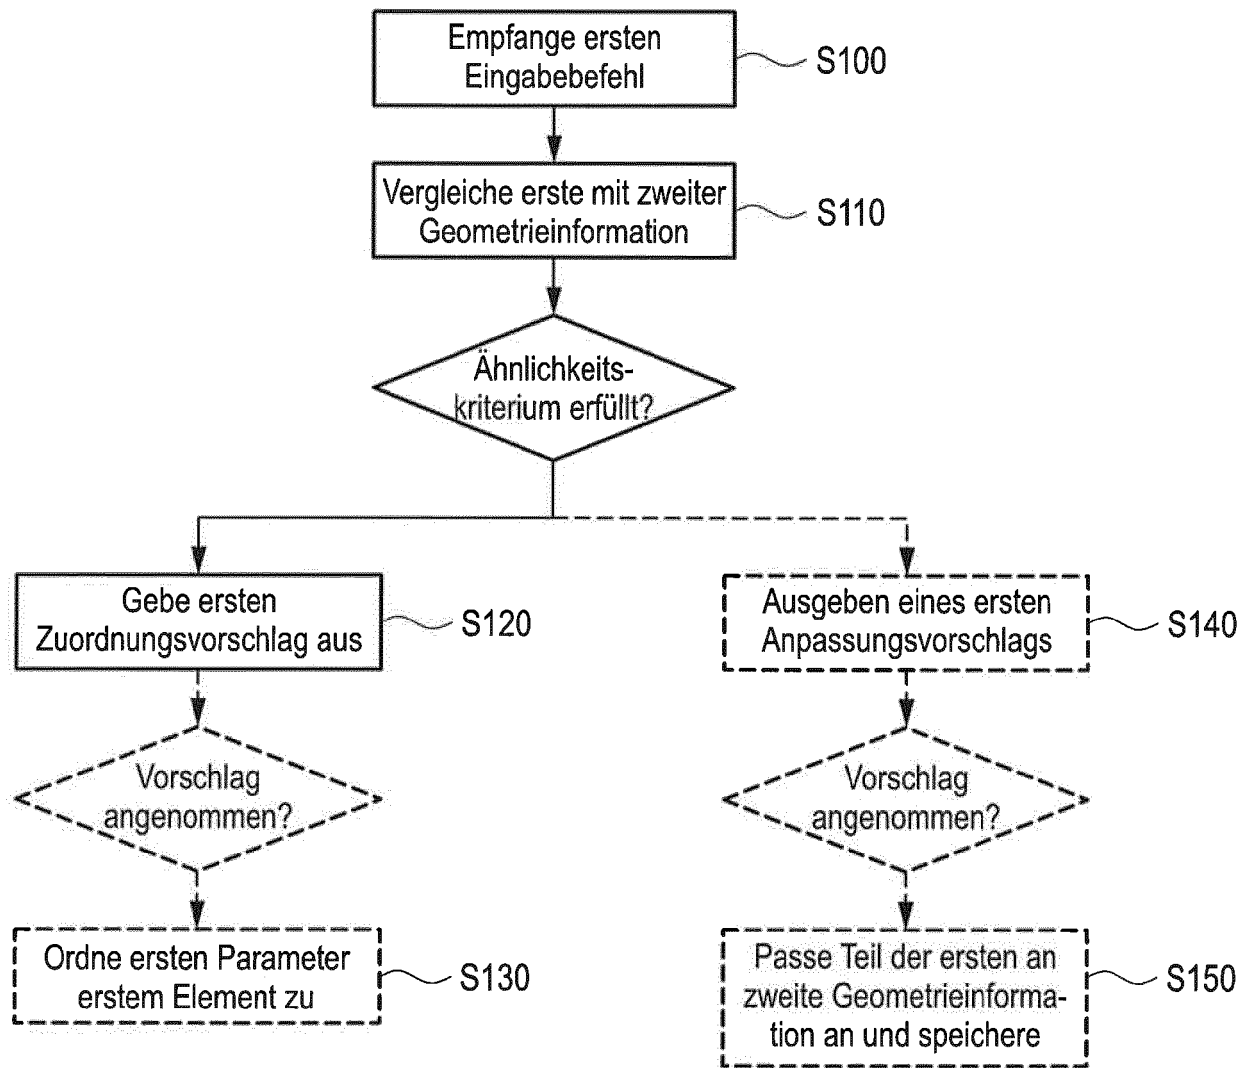 Empfange ersten
Eingabebefehl
S100
Vergleiche erste mit zweiter
Geometrieinformation
S110
Ähnlichkeits-
kriterium erfüllt?
Gebe ersten
Zuordnungsvorschlag aus
S120
Ausgeben eines ersten
Anpassungsvorschlags
S140
Vorschlag
angenommen?
Vorschlag
angenommen?
Ordne ersten Parameter
erstem Element zu
S130
Passe Teil der ersten an
zweite Geometrieinforma-
tion an und speichere
S150